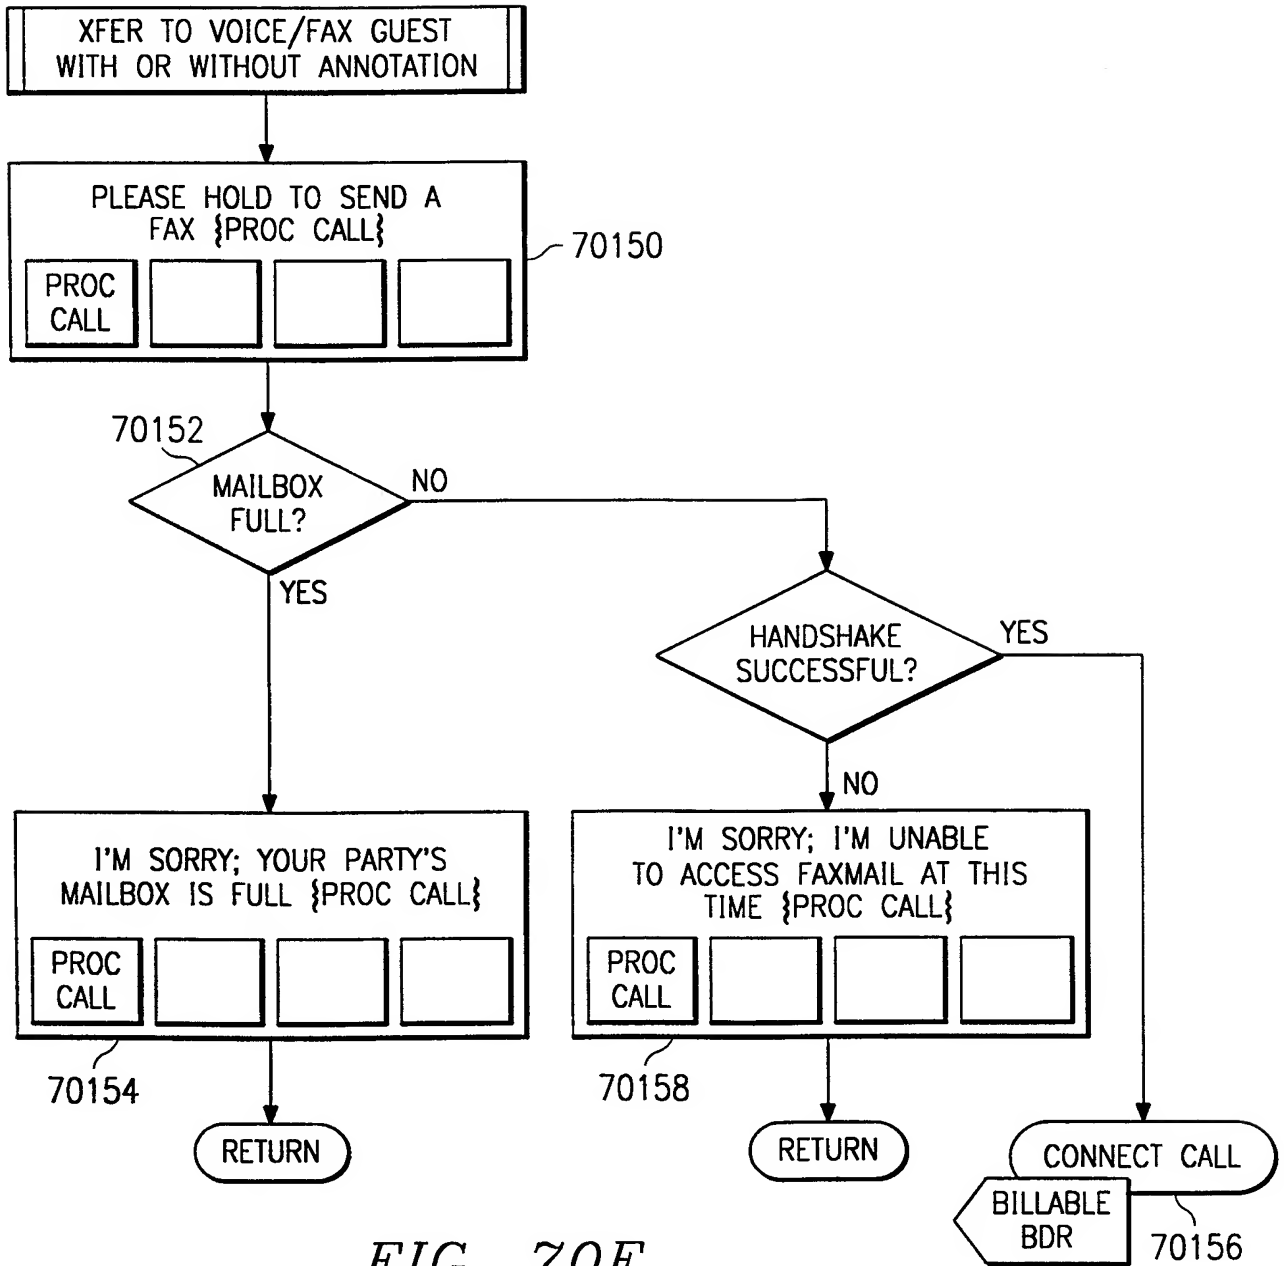 XFER TO VOICE/FAX GUEST
WITH OR WITHOUT ANNOTATION
PLEASE HOLD TO SEND A
FAX {PROC CALL}
PROC
CALL
70150
70152
MAILBOX
FULL?
NO
YES
HANDSHAKE
SUCCESSFUL?
YES
NO
I'M SORRY; YOUR PARTY'S
MAILBOX IS FULL {PROC CALL}
PROC
CALL
70154
RETURN
I'M SORRY; I'M UNABLE
TO ACCESS FAXMAIL AT THIS
TIME {PROC CALL}
PROC
CALL
70158
RETURN
CONNECT CALL
BILLABLE
BDR
70156
FIG.